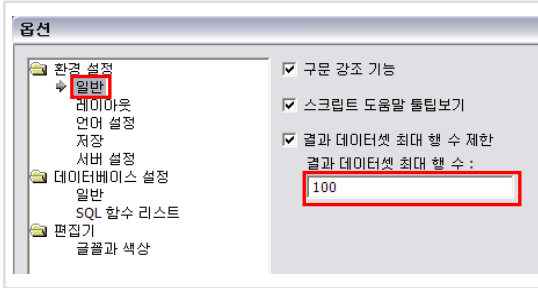 옵션
환경 설정
일반
레이아웃
언어 설정
저장
서버 설정
데이터베이스 설정
일반
SQL 함수 리스트
편집기
글꼴과 색상
구문 강조 기능
스크립트 도움말 툴팁보기
결과 데이터셋 최대 행 수 제한
결과 데이터셋 최대 행 수 :
100